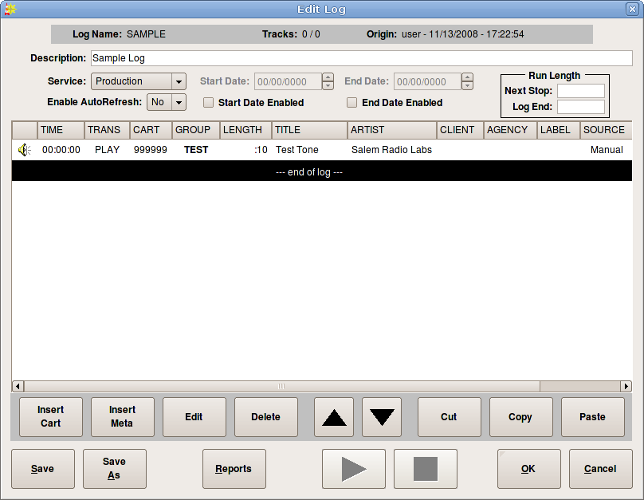 Edit Log
Log Name: SAMPLE Tracks: 0 / 0 Origin: user - 11/13/2008 - 17:22:54
Description: Sample Log
Service: Production Start Date: 00/00/0000 End Date: 00/00/0000 Run Length
Next Stop:
Enable AutoRefresh: No Start Date Enabled End Date Enabled Log End:
TIME TRANS CART GROUP LENGTH TITLE ARTIST CLIENT AGENCY LABEL SOURCE
00:00:00 PLAY 999999 TEST :10 Test Tone Salem Radio Labs Manual
--- end of log ---
Insert Cart Insert Meta Edit Delete Cut Copy Paste
Save Save As Reports OK Cancel